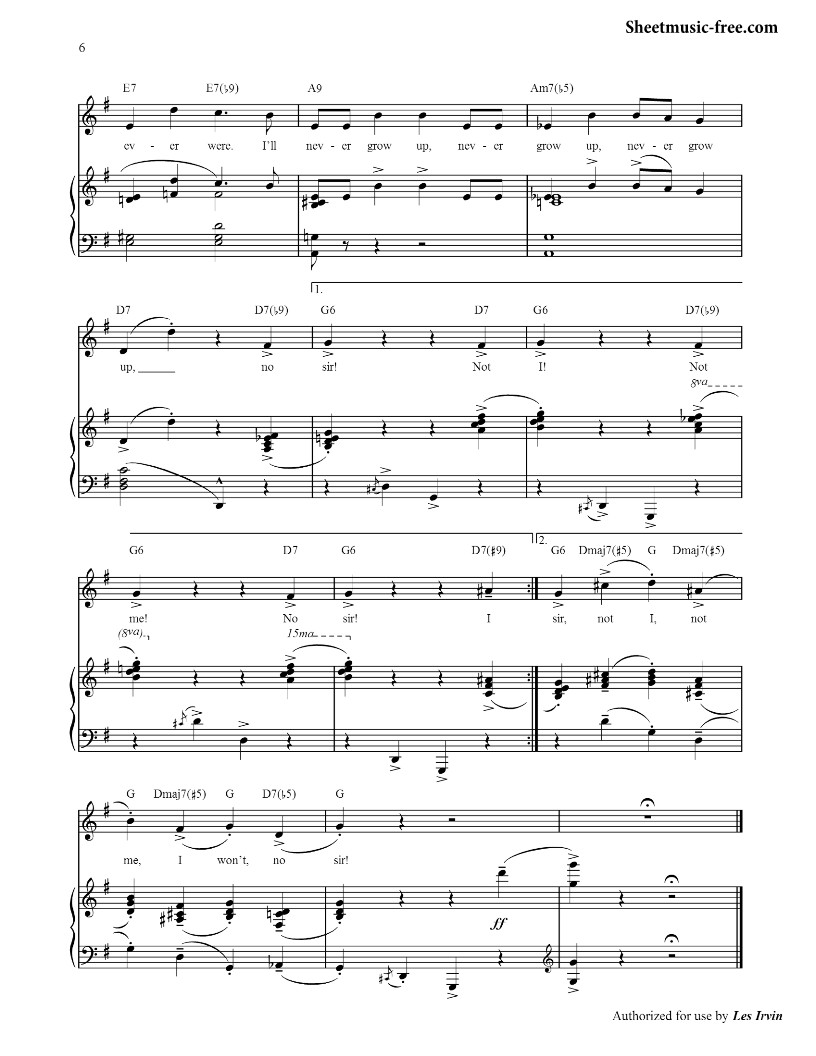 Sheetmusic-free.com
6
E7 E7(♭9) A9 Am7(♭5)
ev - er were. I'll nev - er grow up, nev - er grow up, nev - er grow
1.
D7 D7(♭9) G6 D7 G6 D7(♭9)
up, no sir! Not I! Not
8va
2.
G6 D7 G6 D7(♯9) G6 Dmaj7(♯5) G Dmaj7(♯5)
me! No sir! I sir, not I, not
(8va) 15ma
G Dmaj7(♯5) G D7(♭5) G
me, I won't, no sir!
ff
Authorized for use by Les Irvin